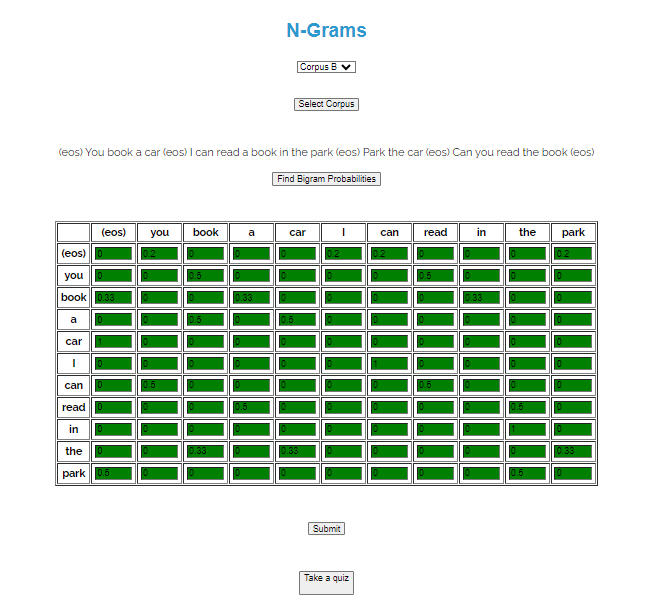 N-Grams
Corpus B
Select Corpus
(eos) You book a car (eos) I can read a book in the park (eos) Park the car (eos) Can you read the book (eos)
Find Bigram Probabilities
(eos) you book a car I can read in the park
(eos) 0 0.2 0 0 0 0.2 0.2 0 0 0 0.2
you 0 0 0.5 0 0 0 0 0.5 0 0 0
book 0.33 0 0 0.33 0 0 0 0 0.33 0 0
a 0 0 0.5 0 0.5 0 0 0 0 0 0
car 1 0 0 0 0 0 0 0 0 0 0
I 0 0 0 0 0 0 1 0 0 0 0
can 0 0.5 0 0 0 0 0 0.5 0 0 0
read 0 0 0 0.5 0 0 0 0 0 0.5 0
in 0 0 0 0 0 0 0 0 0 1 0
the 0 0 0.33 0 0.33 0 0 0 0 0 0.33
park 0.5 0 0 0 0 0 0 0 0 0.5 0
Submit
Take a quiz